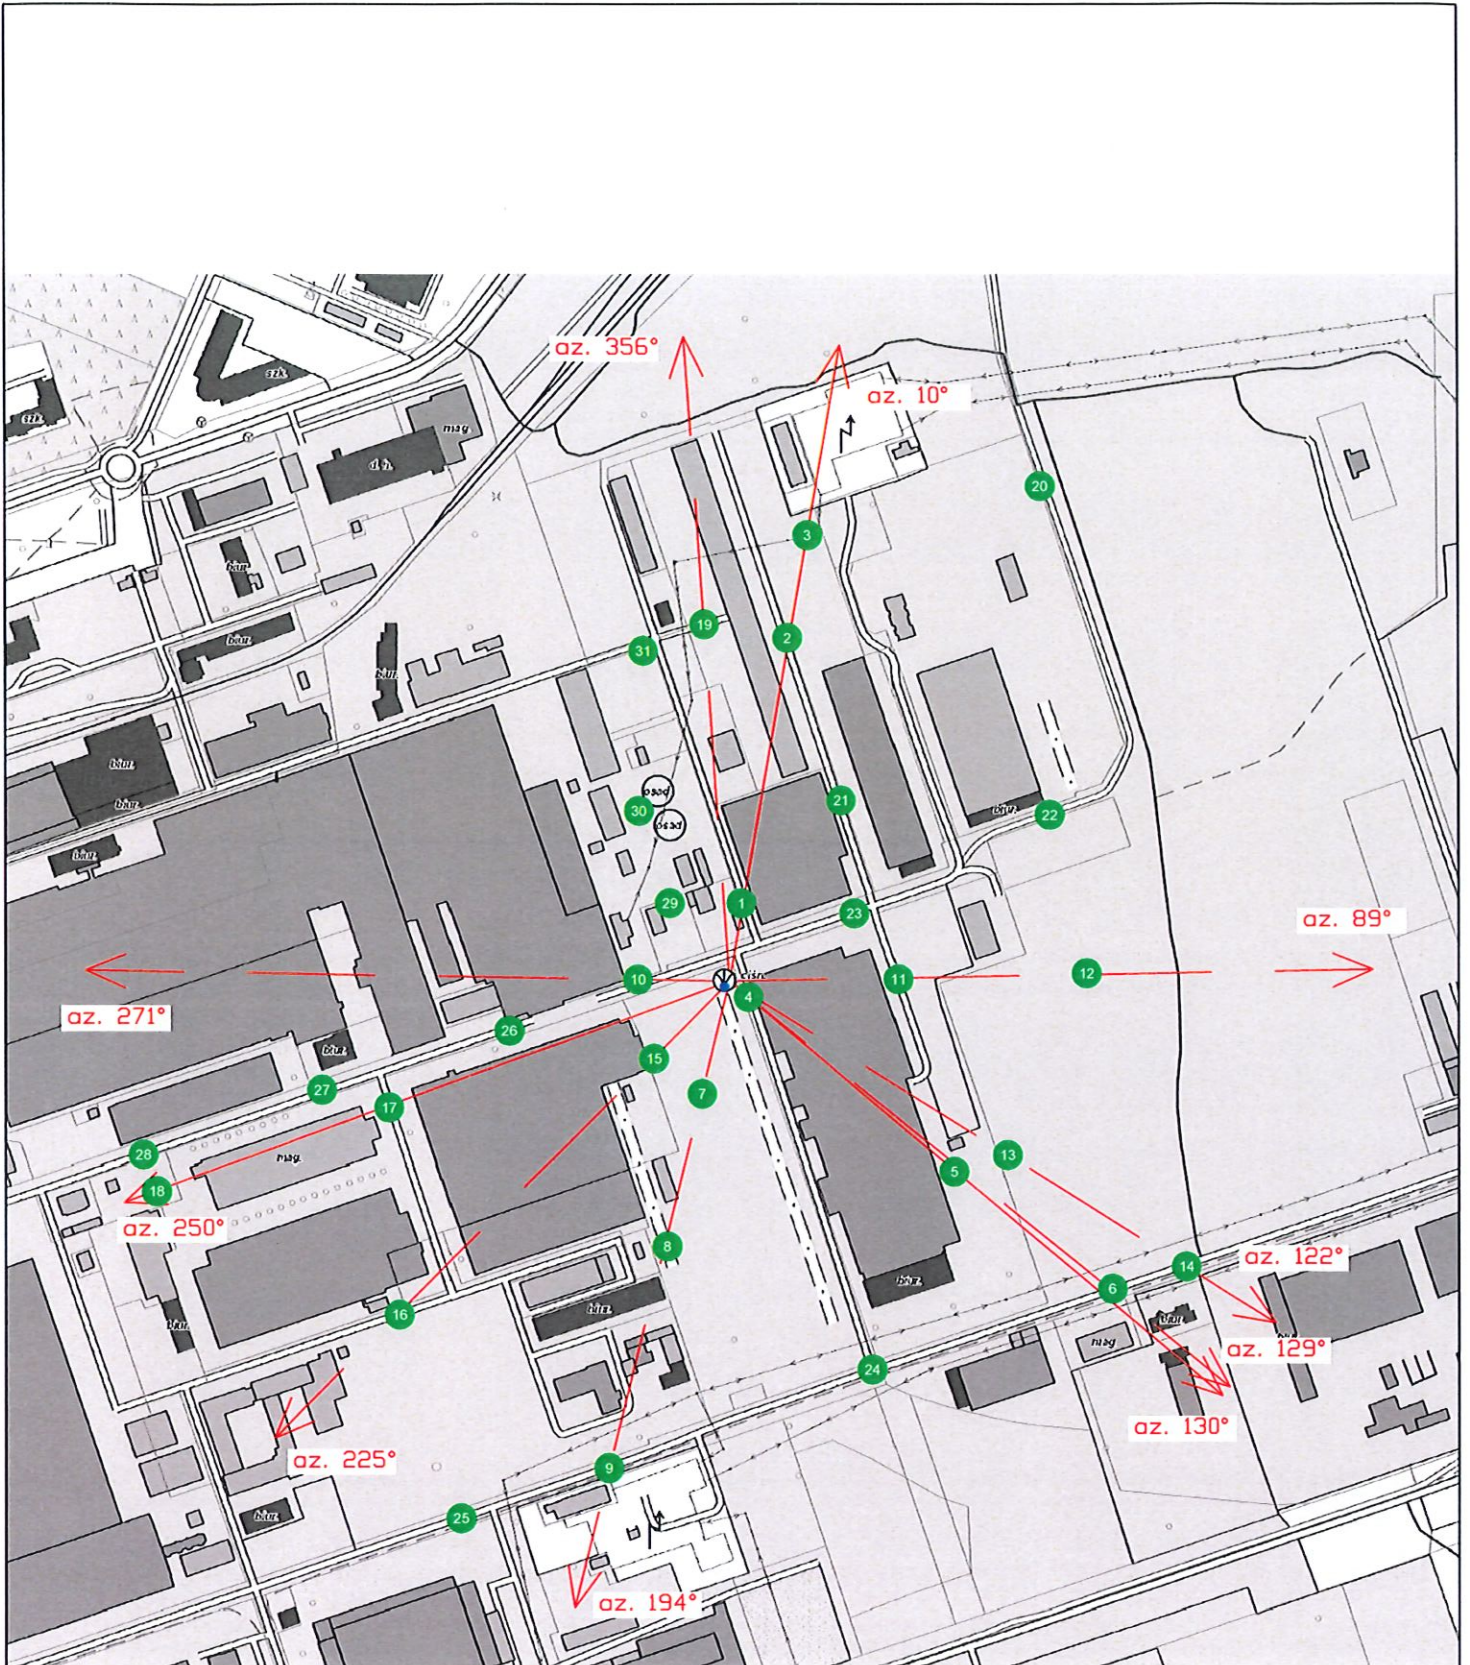 az. 356°
az. 10°
szk.
szk.
mag.
d. h.
20
3
biur.
19
2
biur.
31
biur.
biur.
biur.
osad
30
osad
21
biur.
22
biur.
29
1
23
az. 89°
10
ciśn.
11
12
4
az. 271°
26
biur.
15
27
7
17
28
mag.
13
18
5
az. 250°
8
14
az. 122°
biur.
6
biur.
16
biur.
biur.
mag
az. 129°
24
az. 130°
az. 225°
9
biur.
25
az. 194°